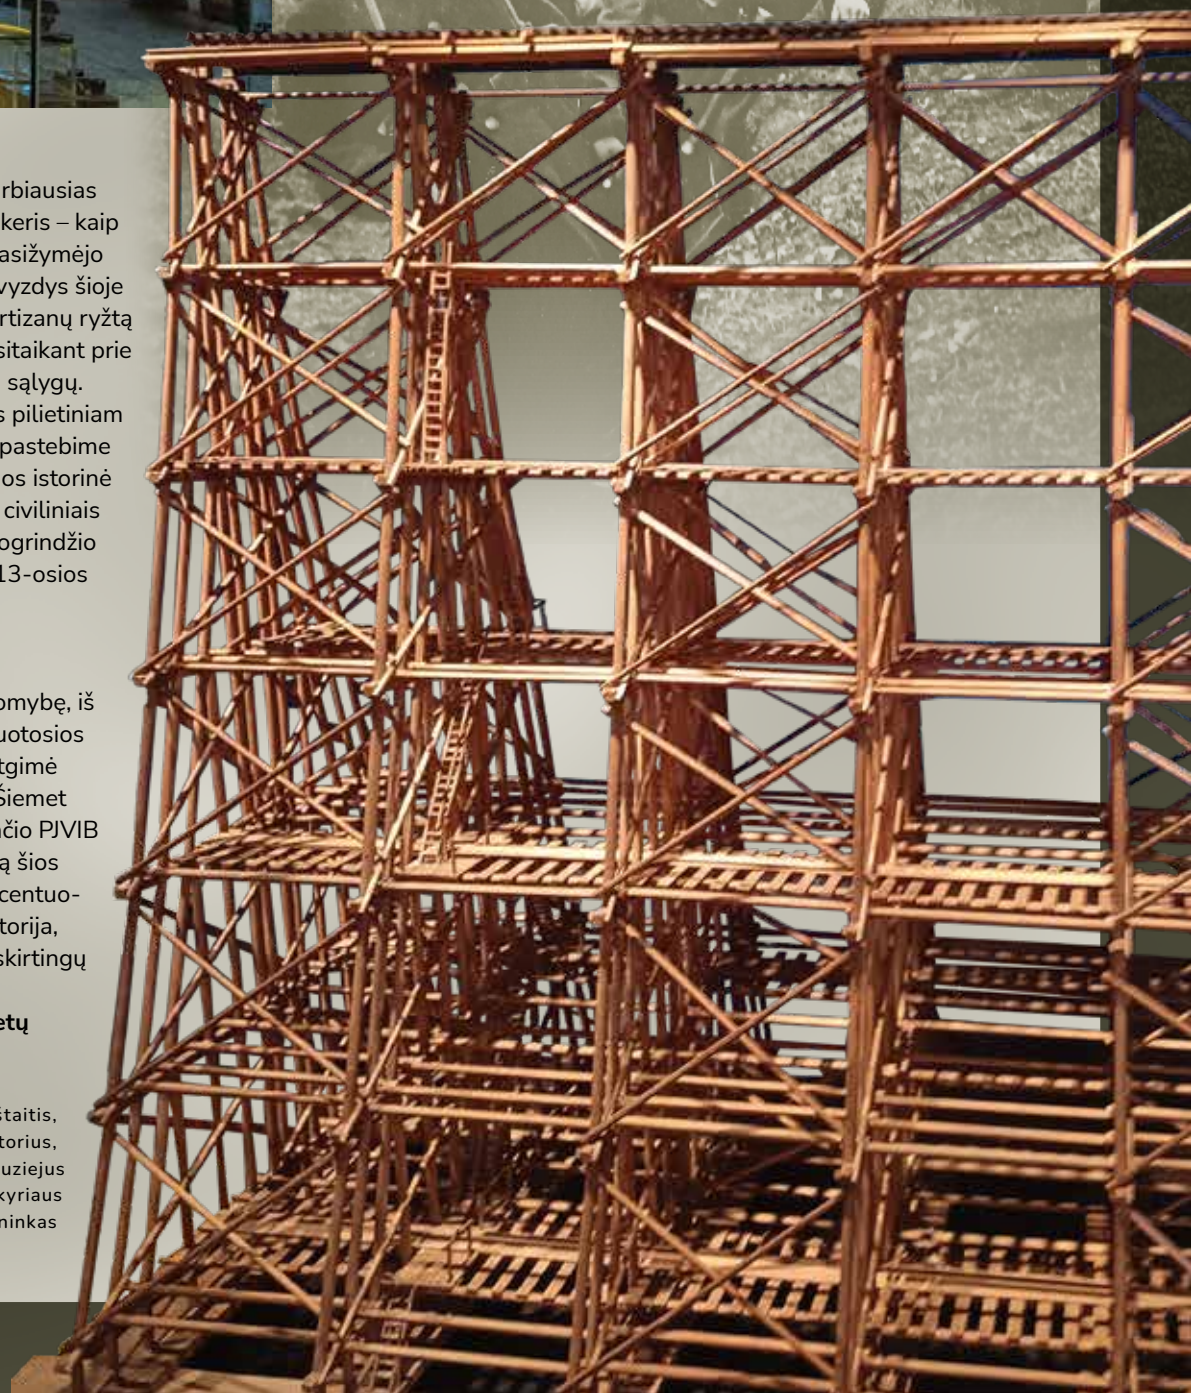 rbiausias
keris – kaip
asižymėjo
vyzdys šioje
rtizanų ryžtą
sitaikant prie
sąlygų.
s pilietiniam
pastebime
os istorinė
civiliniais
ogrindžio
13-osios
omybę, iš
uotosios
tgimė
Šiemet
čio PJVIB
ą šios
centuo-
torija,
skirtingų
etų
štaitis,
torius,
uziejus
kyriaus
ninkas